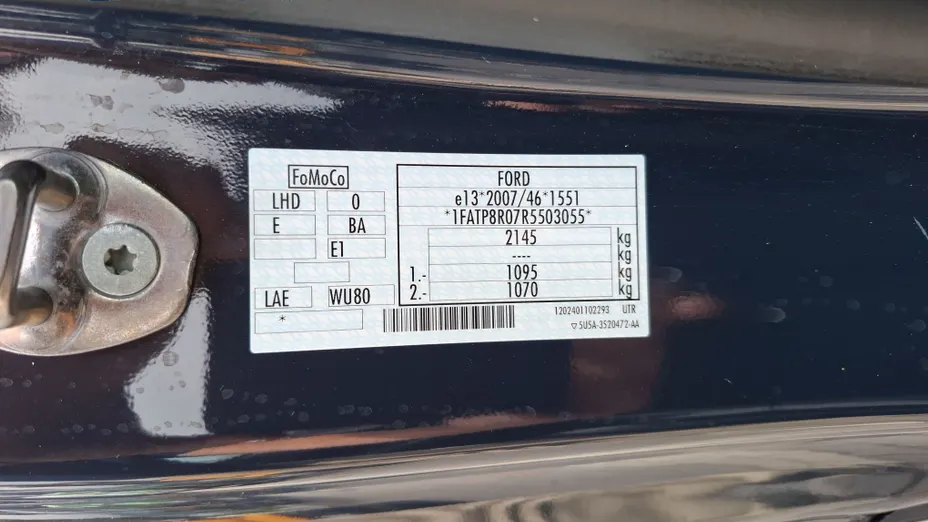 FoMoCo
LHD 0
E BA
E1
LAE WU80
*
FORD
e13*2007/46*1551
*1FATP8R07R5503055*
2145 kg
---- kg
1.- 1095 kg
2.- 1070 kg
1202401102293 UTR
▽5U5A-3520472-AA